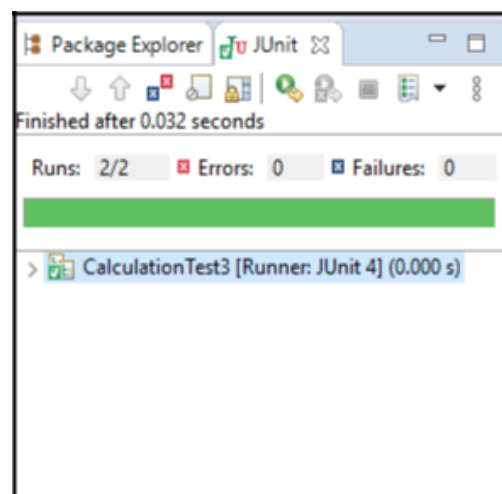 Package Explorer JU JUnit
Finished after 0.032 seconds
Runs: 2/2 Errors: 0 Failures: 0
CalculationTest3 [Runner: JUnit 4] (0.000 s)